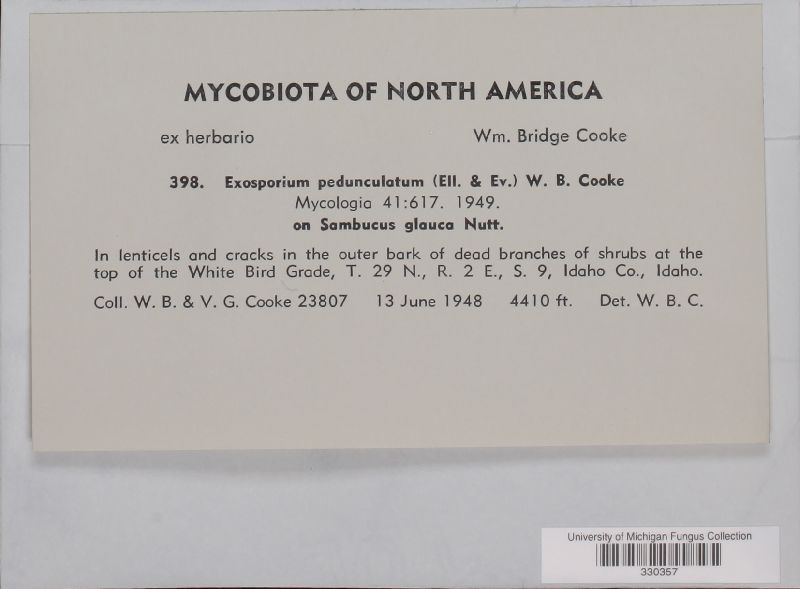 MYCOBIOTA OF NORTH AMERICA
ex herbario Wm. Bridge Cooke
398. Exosporium pedunculatum (Ell. & Ev.) W. B. Cooke
Mycologia 41:617. 1949.
on Sambucus glauca Nutt.
In lenticels and cracks in the outer bark of dead branches of shrubs at the
top of the White Bird Grade, T. 29 N., R. 2 E., S. 9, Idaho Co., Idaho.
Coll. W. B. & V. G. Cooke 23807 13 June 1948 4410 ft. Det. W. B. C.
University of Michigan Fungus Collection
330357